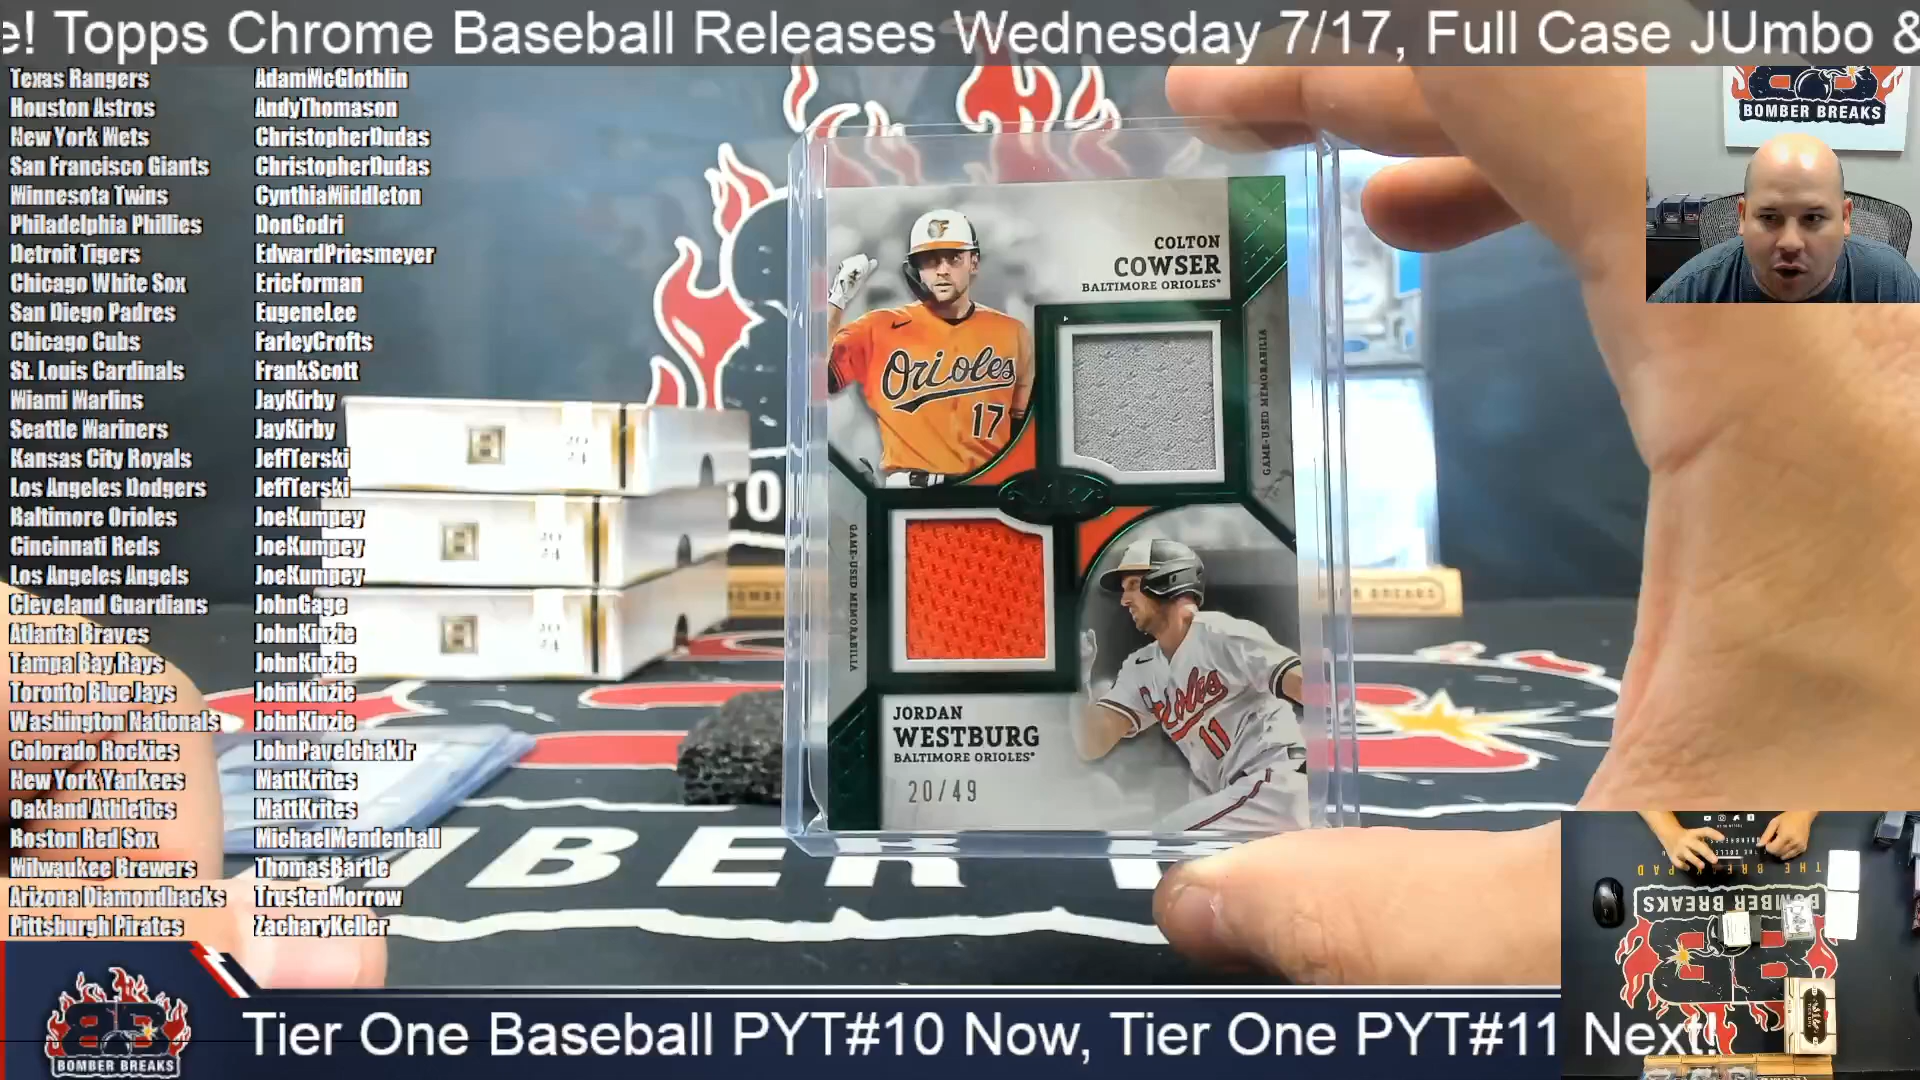 e! Topps Chrome Baseball Releases Wednesday 7/17, Full Case JUmbo &
Texas Rangers AdamMcGlothlin
Houston Astros AndyThomason
New York Mets ChristopherDudas
San Francisco Giants ChristopherDudas
Minnesota Twins CynthiaMiddleton
Philadelphia Phillies DonGodri
Detroit Tigers EdwardPriesmeyer
Chicago White Sox EricForman
San Diego Padres EugeneLee
Chicago Cubs FarleyCrofts
St. Louis Cardinals FrankScott
Miami Marlins JayKirby
Seattle Mariners JayKirby
Kansas City Royals JeffTerski
Los Angeles Dodgers JeffTerski
Baltimore Orioles JoeKumpey
Cincinnati Reds JoeKumpey
Los Angeles Angels JoeKumpey
Cleveland Guardians JohnGage
Atlanta Braves JohnKinzie
Tampa Bay Rays JohnKinzie
Toronto Blue Jays JohnKinzie
Washington Nationals JohnKinzie
Colorado Rockies JohnPavelchakJr
New York Yankees MattKrites
Oakland Athletics MattKrites
Boston Red Sox MichaelMendenhall
Milwaukee Brewers ThomasBartle
Arizona Diamondbacks TrustenMorrow
Pittsburgh Pirates ZacharyKeller
COLTON
COWSER
BALTIMORE ORIOLES
Orioles
17
GAME-USED MEMORABILIA
GAME-USED MEMORABILIA
JORDAN
WESTBURG
BALTIMORE ORIOLES
20/49
Orioles
11
BOMBER BREAKS
THE BREAK PAD
BOMBER BREAKS
BOMBER BREAKS
Tier One Baseball PYT#10 Now, Tier One PYT#11 Next!